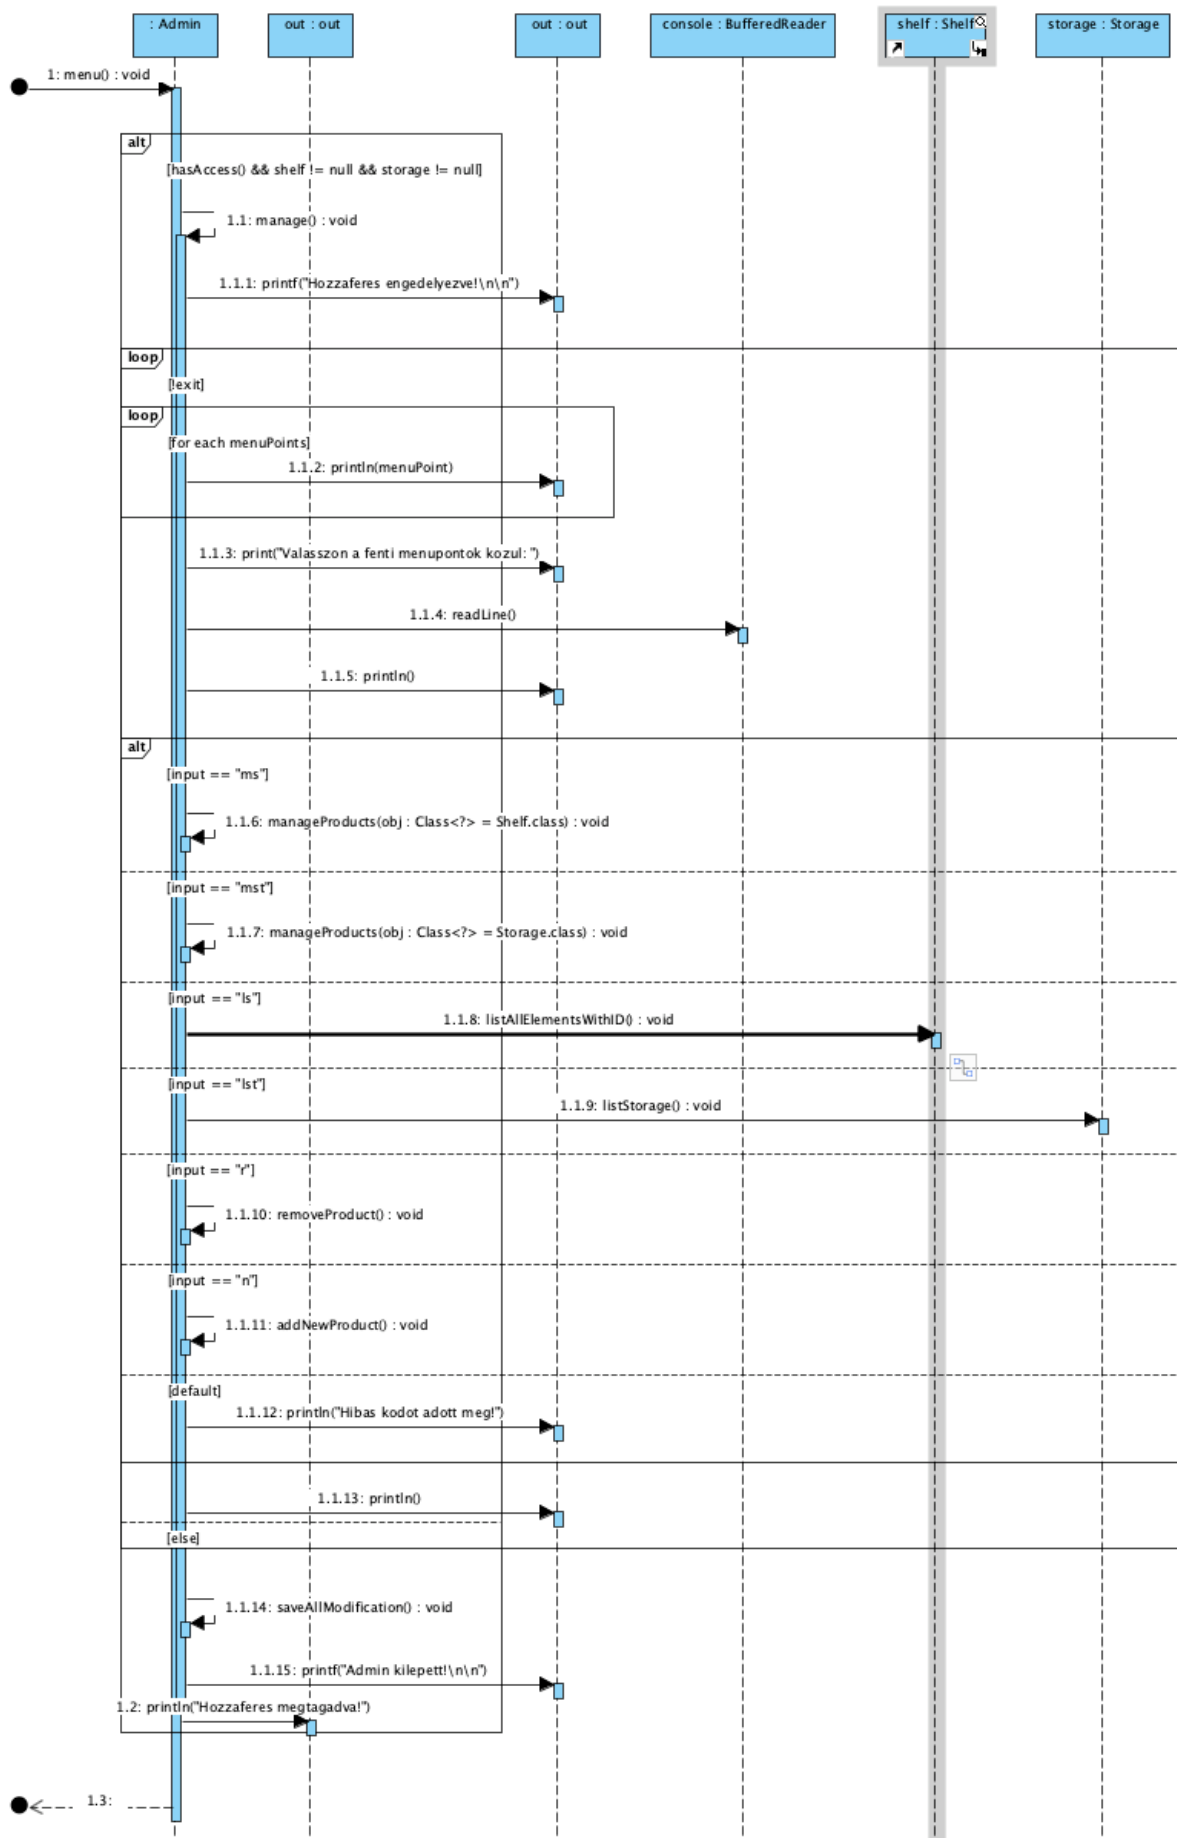 : Admin
out : out
out : out
console : BufferedReader
shelf : Shelf
storage : Storage
1: menu() : void
alt
[hasAccess() && shelf != null && storage != null]
1.1: manage() : void
1.1.1: printf("Hozzaferes engedelyezve!\n\n")
loop
[!exit]
loop
[for each menuPoints]
1.1.2: println(menuPoint)
1.1.3: print("Valasszon a fenti menupontok kozul: ")
1.1.4: readLine()
1.1.5: println()
alt
[input == "ms"]
1.1.6: manageProducts(obj : Class<?> = Shelf.class) : void
[input == "mst"]
1.1.7: manageProducts(obj : Class<?> = Storage.class) : void
[input == "ls"]
1.1.8: listAllElementsWithID() : void
[input == "lst"]
1.1.9: listStorage() : void
[input == "r"]
1.1.10: removeProduct() : void
[input == "n"]
1.1.11: addNewProduct() : void
[default]
1.1.12: println("Hibas kodot adott meg!")
1.1.13: println()
[else]
1.1.14: saveAllModification() : void
1.1.15: printf("Admin kilepett!\n\n")
1.2: println("Hozzaferes megtagadva!")
1.3: